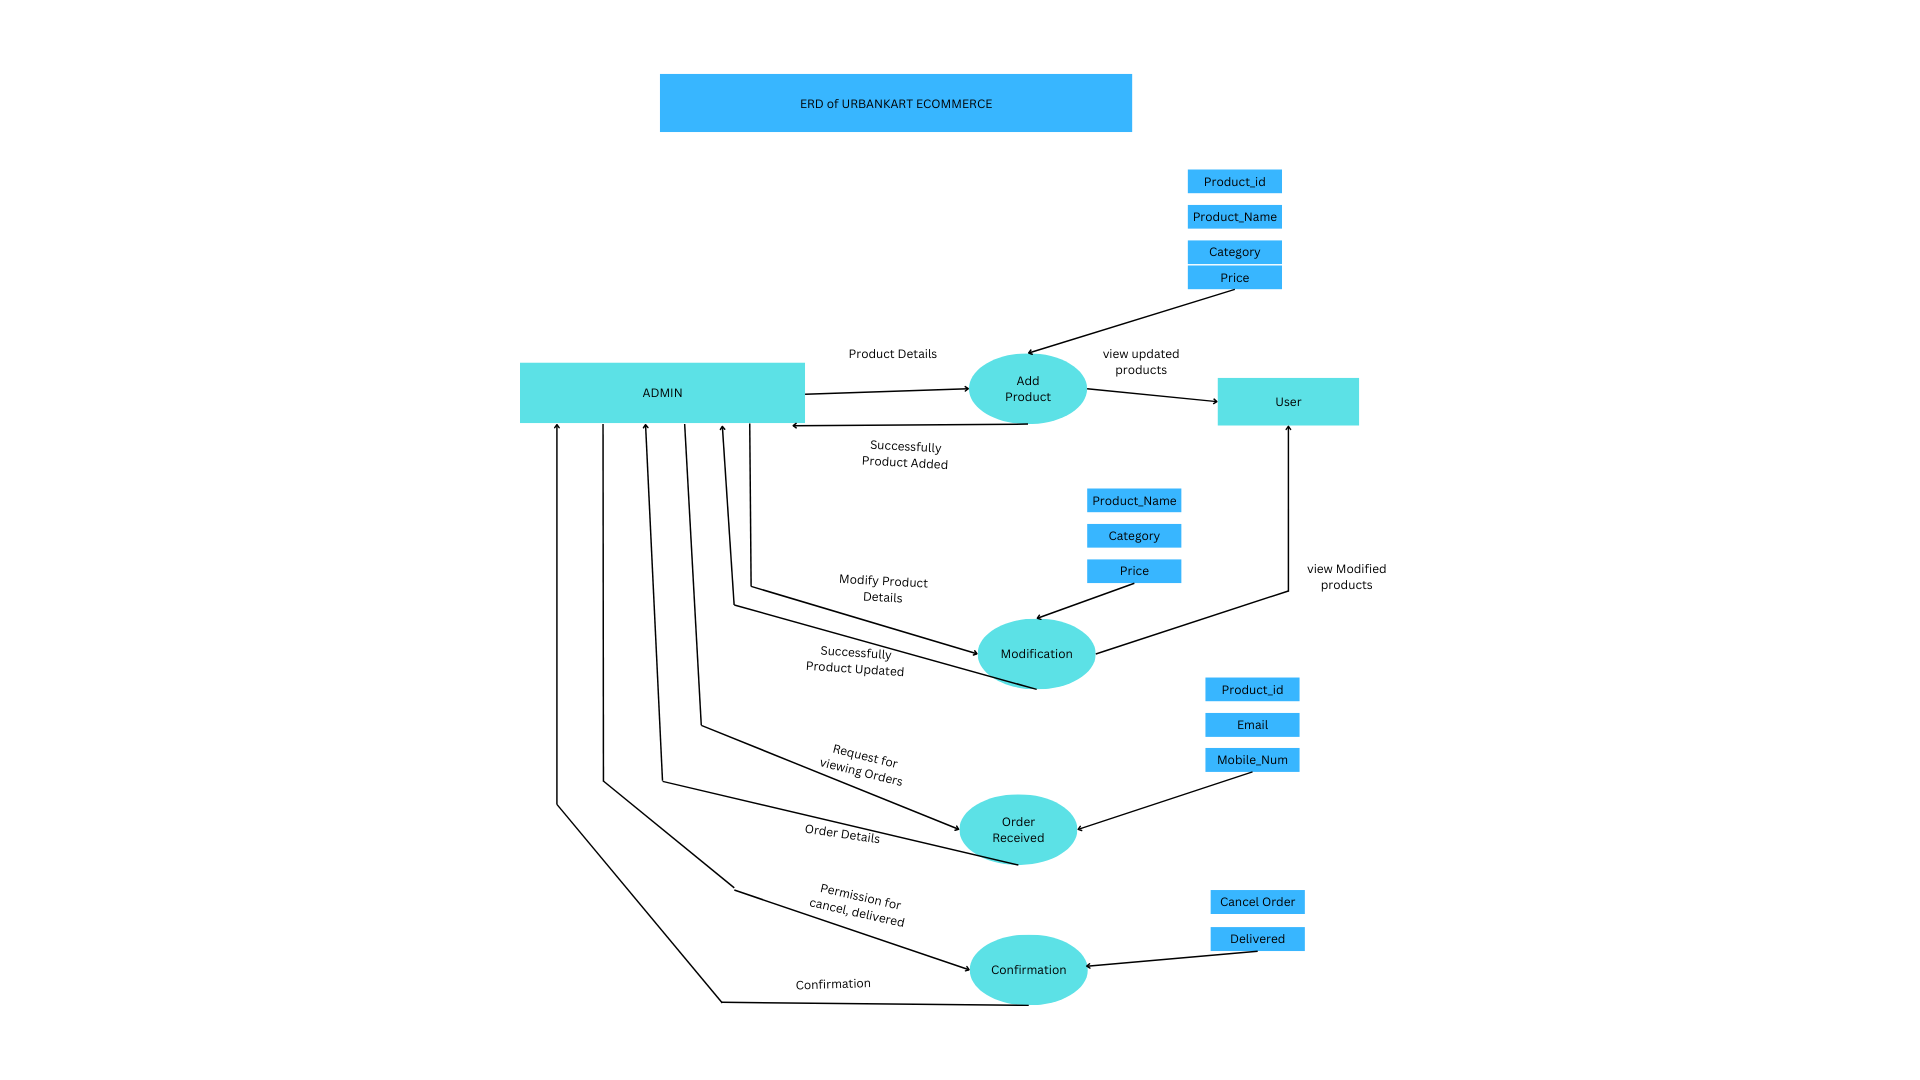 ERD of URBANKART ECOMMERCE
Product_id
Product_Name
Category
Price
Product Details
view updated
products
Add
Product
ADMIN
User
Successfully
Product Added
Product_Name
Category
Price
Modify Product
Details
view Modified
products
Modification
Successfully
Product Updated
Product_id
Email
Mobile_Num
Request for
viewing Orders
Order
Received
Order Details
Permission for
cancel, delivered
Cancel Order
Delivered
Confirmation
Confirmation